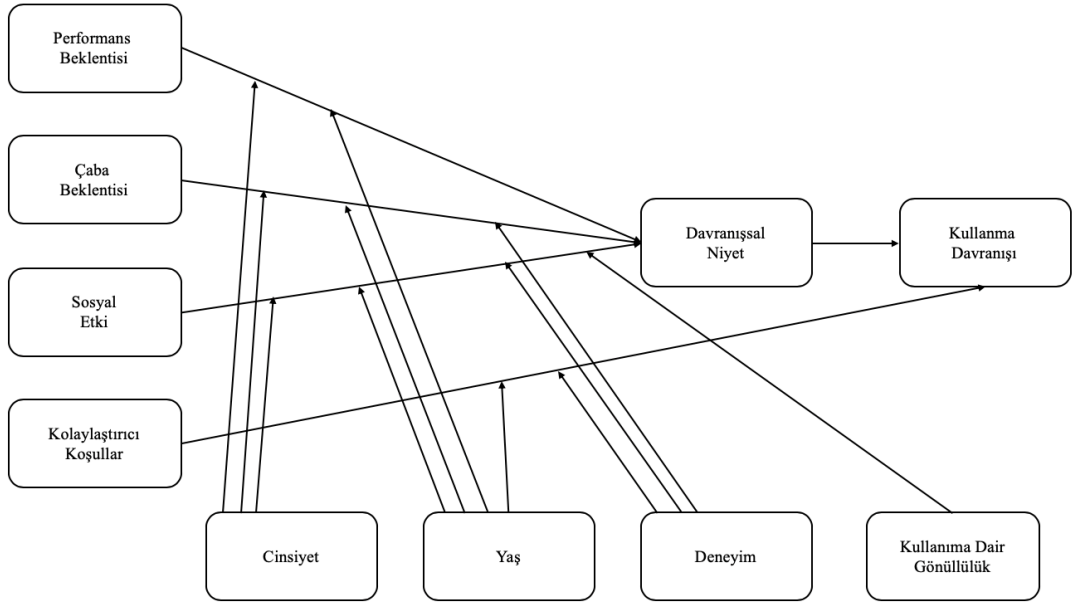 Performans
Beklentisi
Çaba
Beklentisi
Sosyal
Etki
Kolaylaştırıcı
Koşullar
Davranışsal
Niyet
Kullanma
Davranışı
Cinsiyet
Yaş
Deneyim
Kullanıma Dair
Gönüllülük